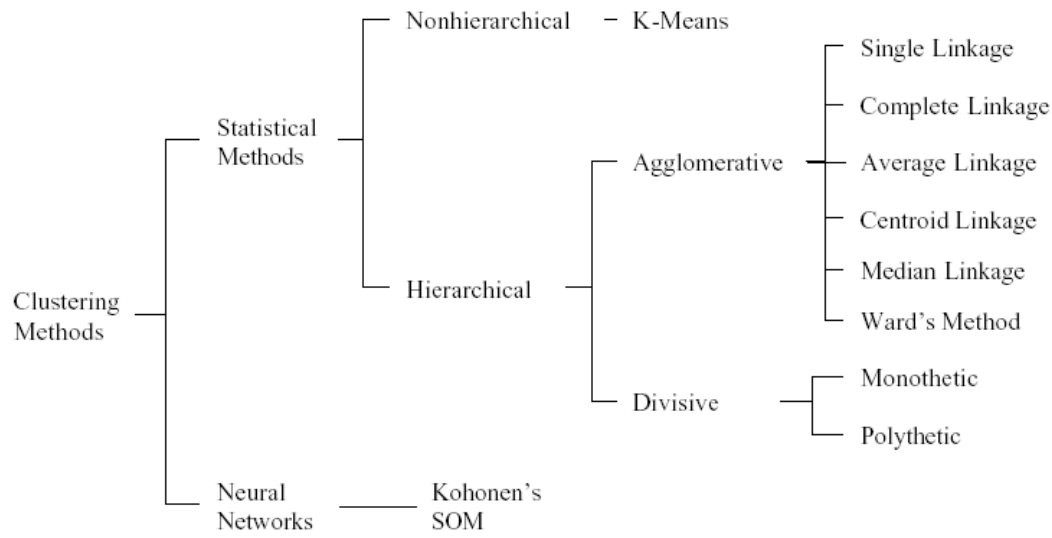 Nonhierarchical
K-Means
Single Linkage
Complete Linkage
Statistical
Methods
Agglomerative
Average Linkage
Centroid Linkage
Median Linkage
Hierarchical
Clustering
Methods
Ward's Method
Monothetic
Divisive
Polythetic
Neural
Networks
Kohonen's
SOM